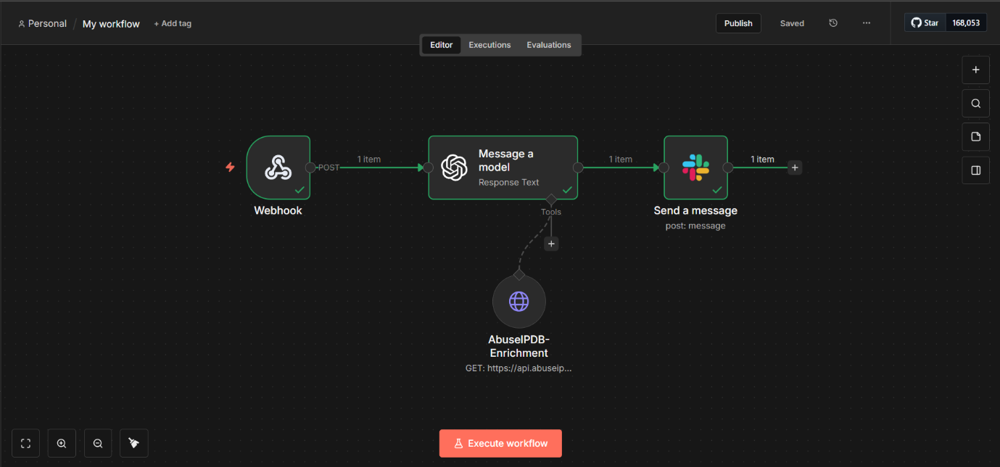 Personal / My workflow + Add tag
Publish Saved ... Star 168,053
Editor Executions Evaluations
POST 1 item 1 item 1 item
Message a
model
Response Text
Webhook
Tools
Send a message
post: message
AbuseIPDB-
Enrichment
GET: https://api.abuseip...
Execute workflow